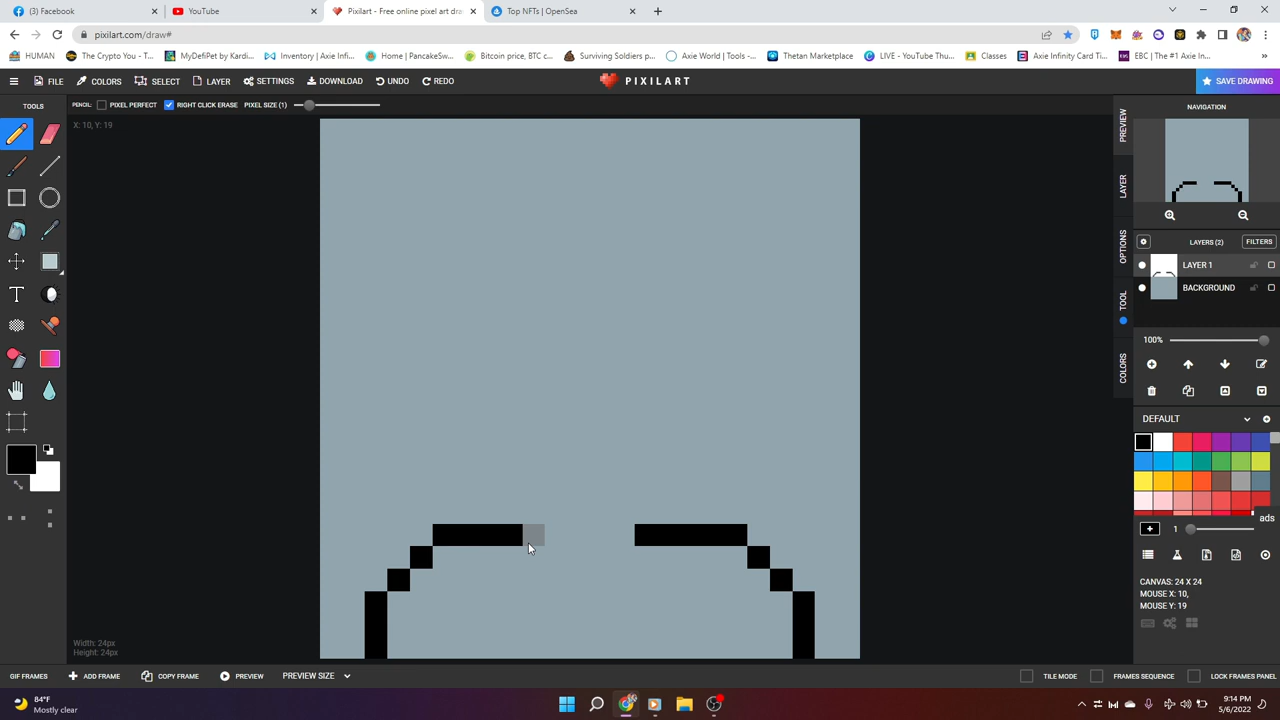 (3) Facebook
YouTube
Pixilart - Free online pixel art dra
Top NFTs | OpenSea
pixilart.com/draw#
HUMAN
The Crypto You - T...
MyDefiPet by Kardi...
Inventory | Axie Infi...
Home | PancakeSw...
Bitcoin price, BTC c...
Surviving Soldiers p...
Axie World | Tools -...
Thetan Marketplace
LIVE - YouTube Thu...
Classes
Axie Infinity Card Ti...
EBC | The #1 Axie In...
FILE
COLORS
SELECT
LAYER
SETTINGS
DOWNLOAD
UNDO
REDO
PIXILART
SAVE DRAWING
TOOLS
PENCIL:
PIXEL PERFECT
RIGHT CLICK ERASE
PIXEL SIZE (1)
X: 10, Y: 19
NAVIGATION
PREVIEW
LAYER
OPTIONS
TOOL
COLORS
LAYERS (2)
FILTERS
LAYER 1
BACKGROUND
100%
DEFAULT
ads
1
CANVAS: 24 X 24
MOUSE X: 10,
MOUSE Y: 19
Width: 24px
Height: 24px
GIF FRAMES
ADD FRAME
COPY FRAME
PREVIEW
PREVIEW SIZE
TILE MODE
FRAMES SEQUENCE
LOCK FRAMES PANEL
84°F
Mostly clear
9:14 PM
5/6/2022